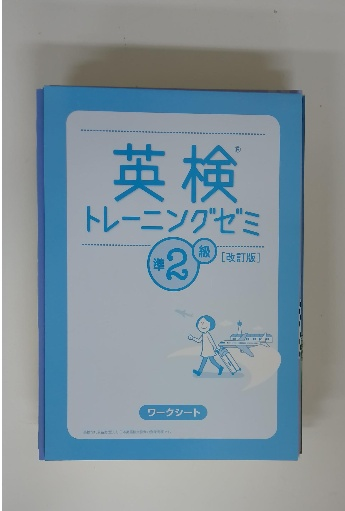 英検®
トレーニングゼミ
準2級 [改訂版]
ワークシート